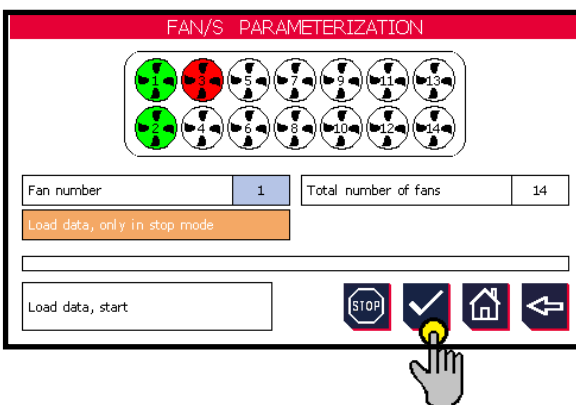 FAN/S PARAMETERIZATION
1 3 5 7 9 11 13
2 4 6 8 10 12 14
Fan number 1 Total number of fans 14
Load data, only in stop mode
Load data, start STOP